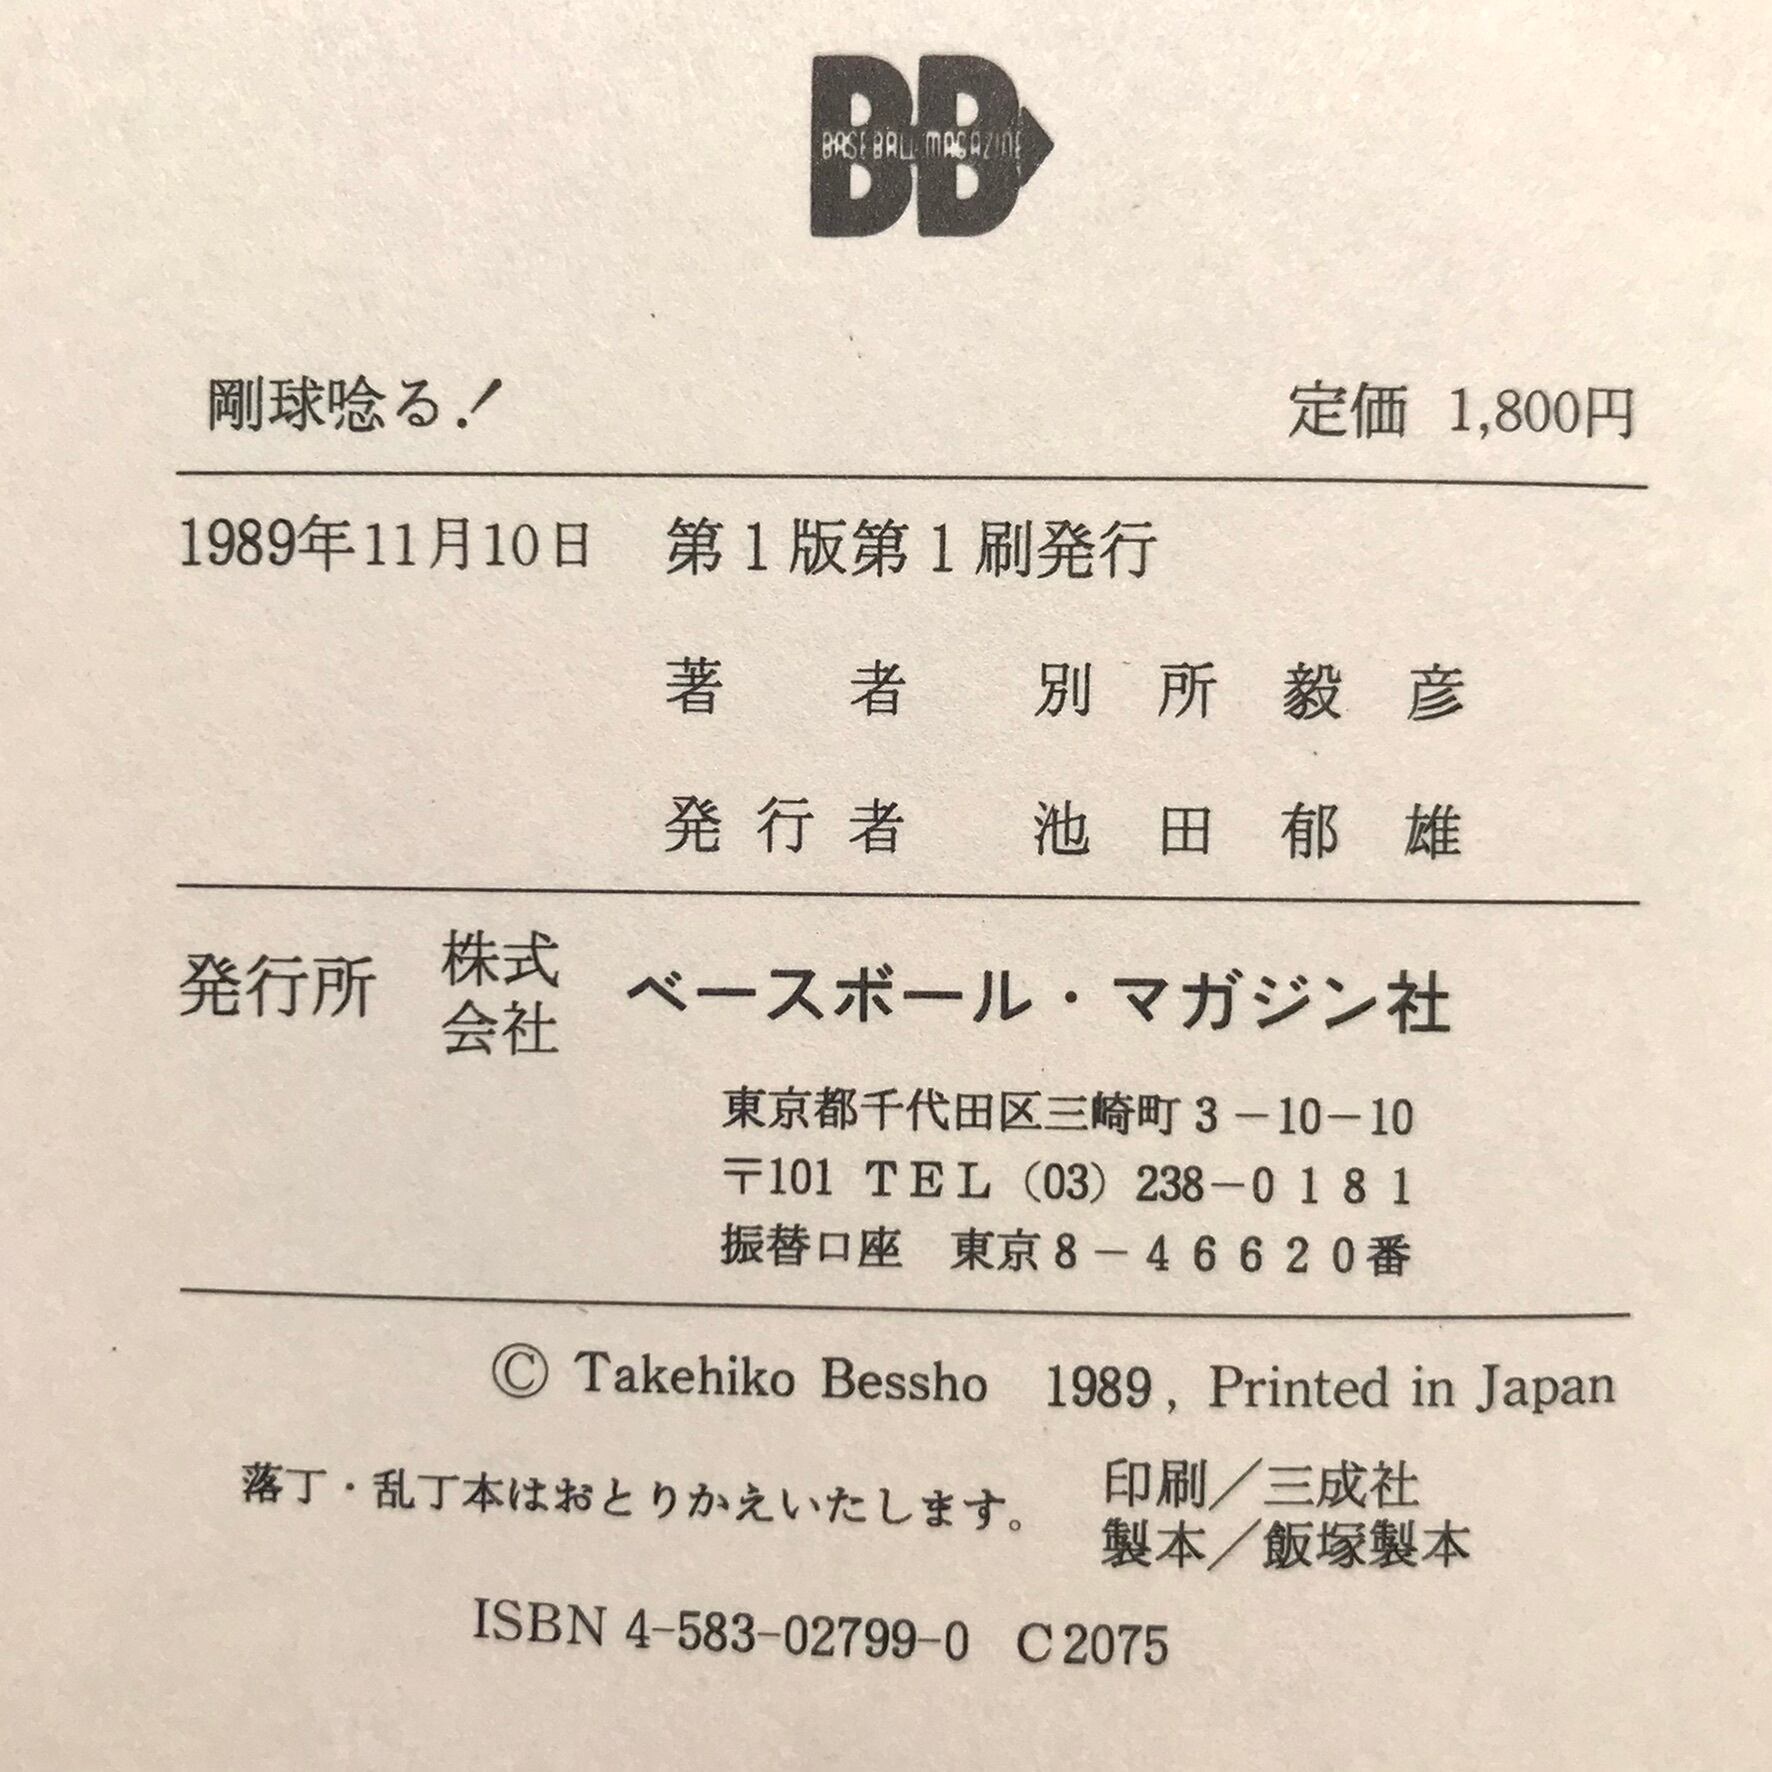 BASEBALL MAGAZINE
剛球唸る! 定価 1,800円
1989年11月10日 第1版第1刷発行
著者 別所毅彦
発行者 池田郁雄
発行所 株式会社 ベースボール・マガジン社
東京都千代田区三崎町3-10-10
〒101 TEL (03) 238-0181
振替口座 東京8-46620番
© Takehiko Bessho 1989, Printed in Japan
落丁・乱丁本はおとりかえいたします。 印刷/三成社
製本/飯塚製本
ISBN 4-583-02799-0 C2075